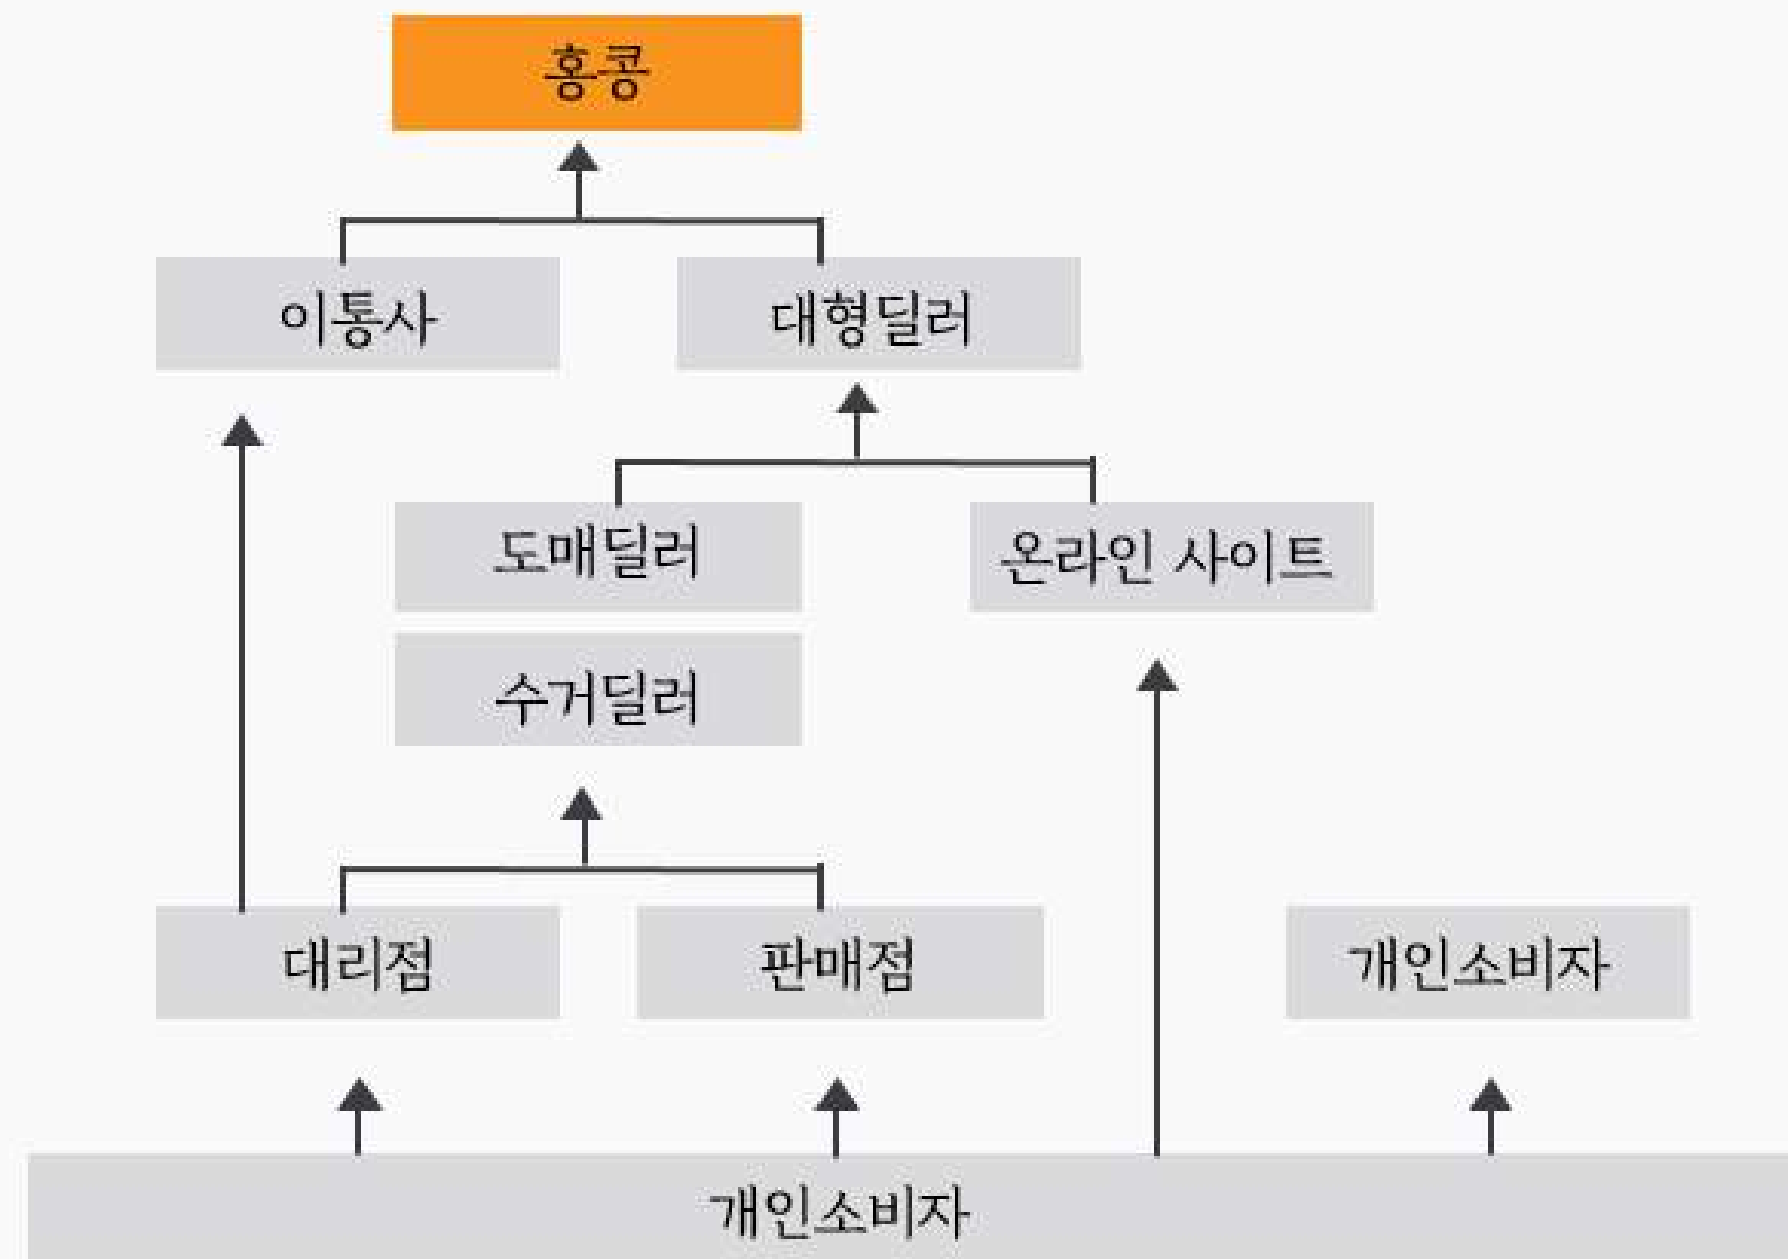 홍콩
이통사
대형딜러
도매딜러
온라인 사이트
수거딜러
대리점
판매점
개인소비자
개인소비자